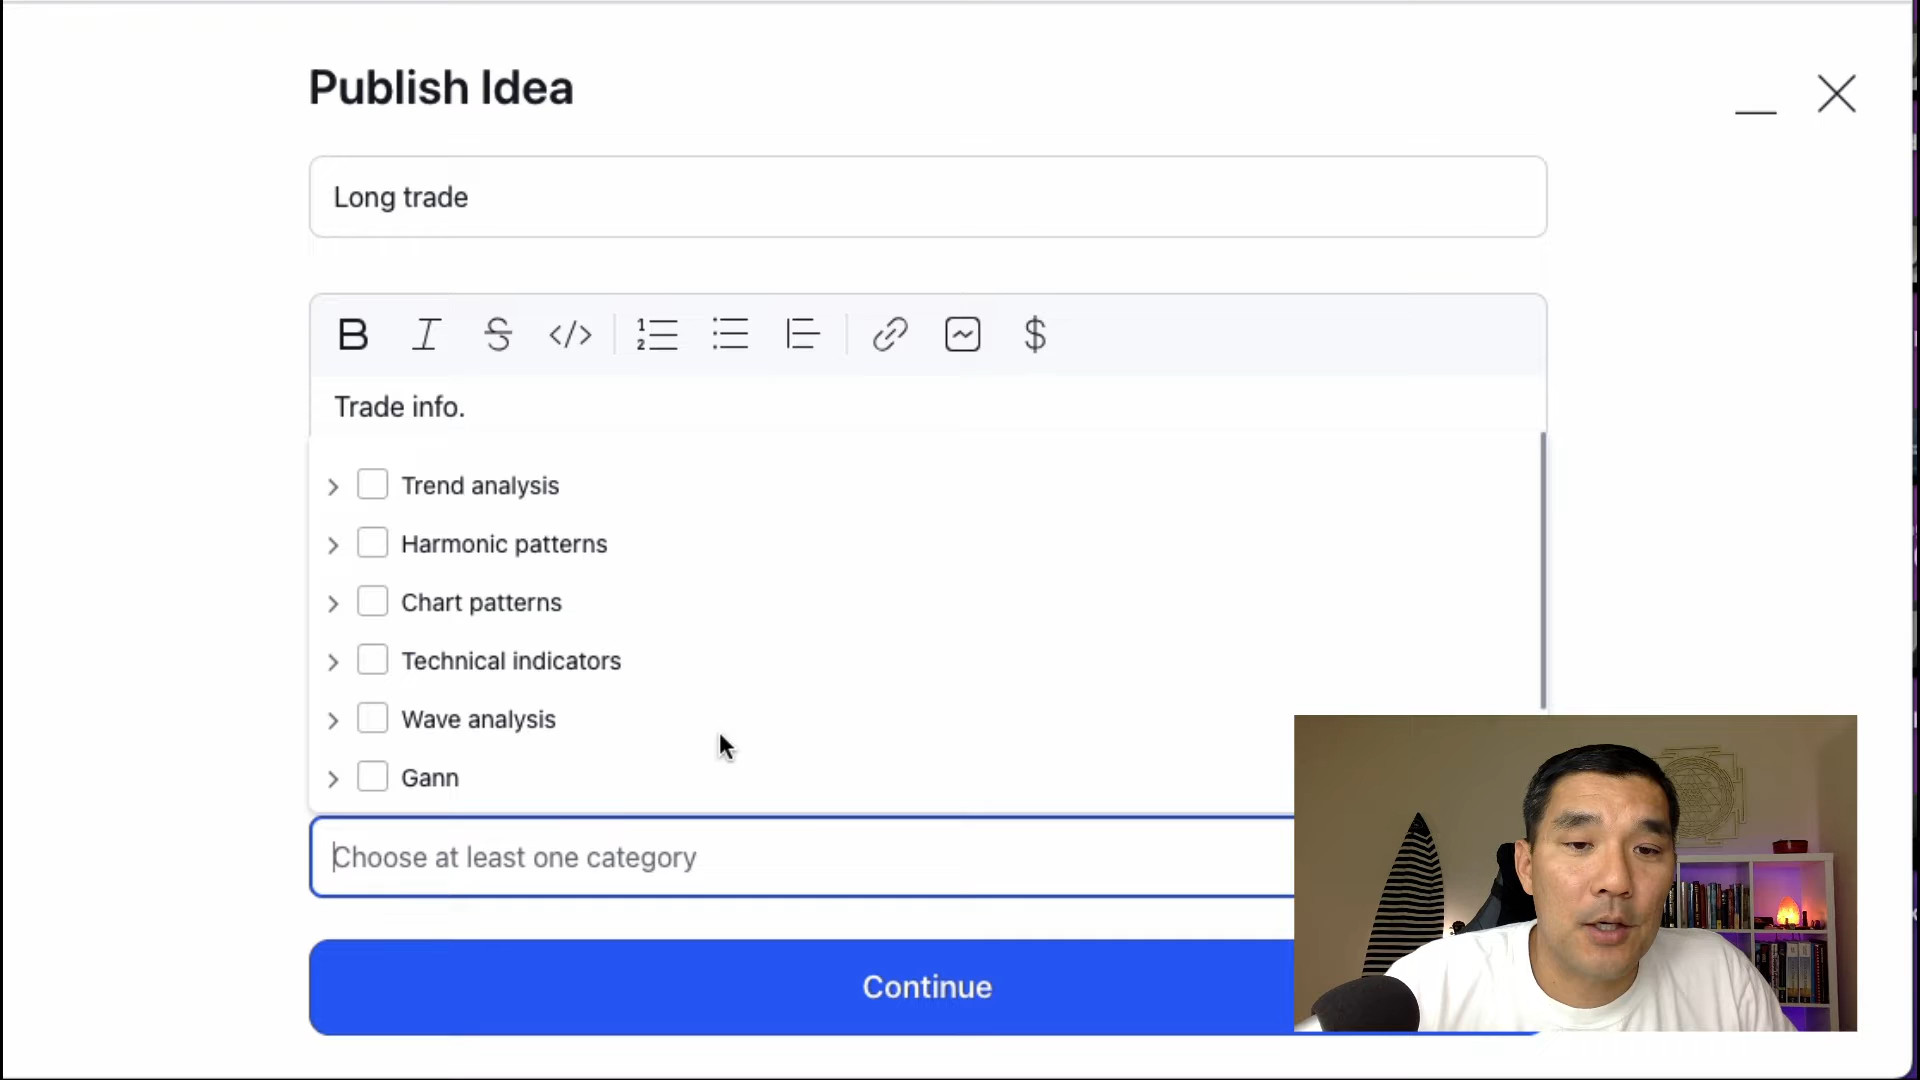 Publish Idea
Long trade
Trade info.
Trend analysis
Harmonic patterns
Chart patterns
Technical indicators
Wave analysis
Gann
Choose at least one category
Continue